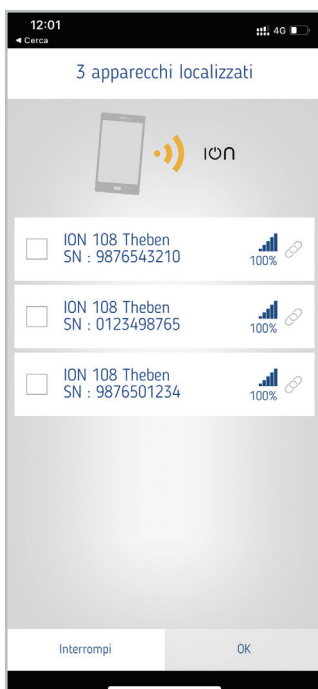 12:01
4G
◀ Cerca
3 apparecchi localizzati
ION
ION 108 Theben
SN : 9876543210
100%
ION 108 Theben
SN : 0123498765
100%
ION 108 Theben
SN : 9876501234
100%
Interrompi
OK